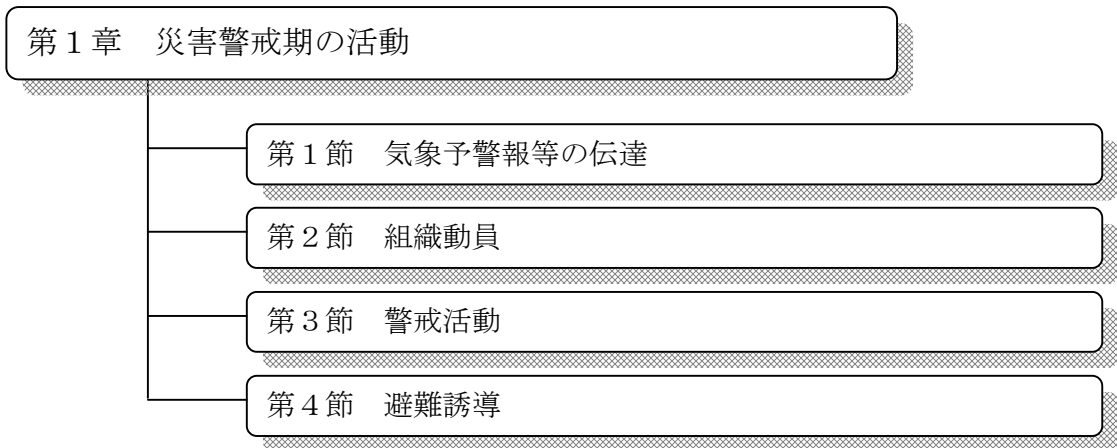 第１章　災害警戒期の活動
第１節　気象予警報等の伝達
第２節　組織動員
第３節　警戒活動
第４節　避難誘導